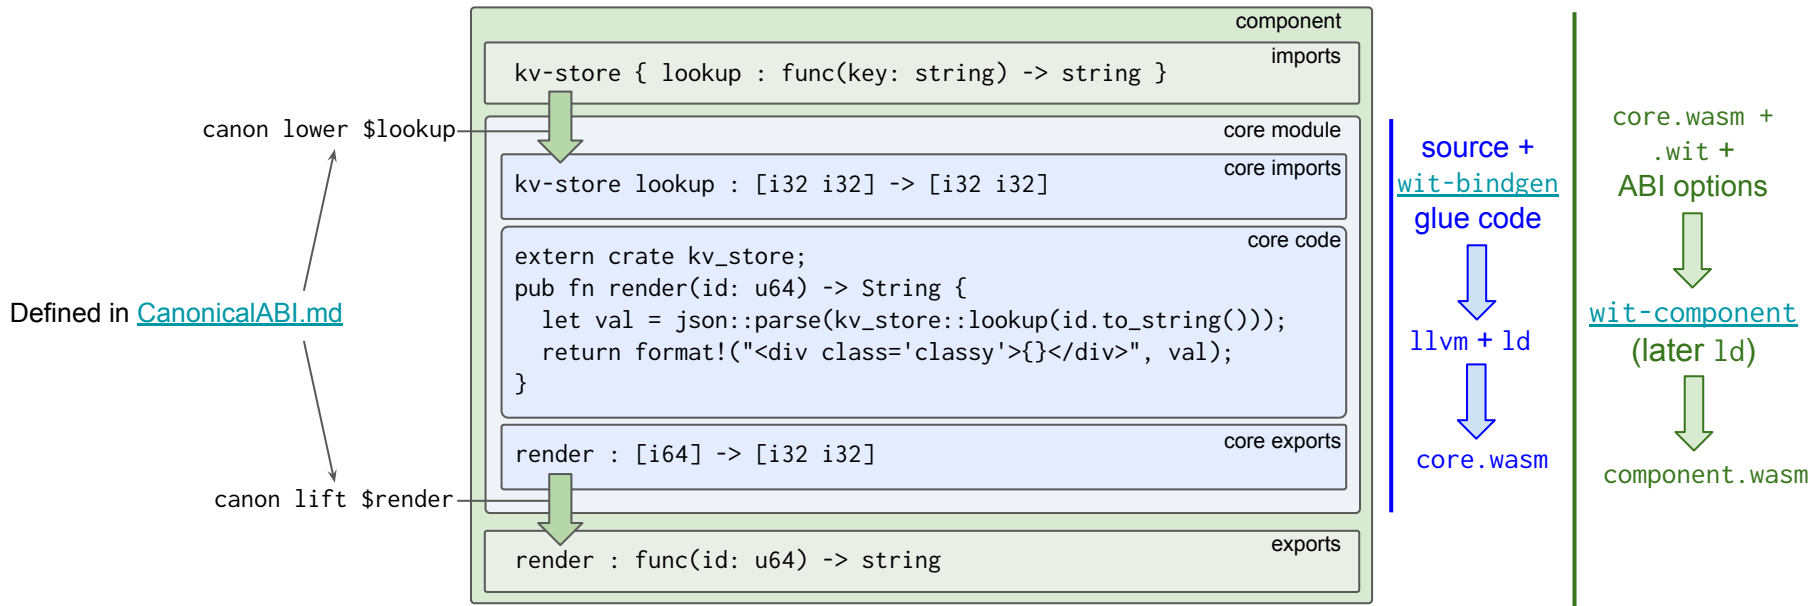 component
imports
kv-store { lookup : func(key: string) -> string }
canon lower $lookup
core module
core imports
kv-store lookup : [i32 i32] -> [i32 i32]
core code
extern crate kv_store;
pub fn render(id: u64) -> String {
  let val = json::parse(kv_store::lookup(id.to_string()));
  return format!("<div class='classy'>{}</div>", val);
}
Defined in CanonicalABI.md
core exports
render : [i64] -> [i32 i32]
canon lift $render
exports
render : func(id: u64) -> string
source +
wit-bindgen
glue code
llvm + ld
core.wasm
core.wasm +
.wit +
ABI options
wit-component
(later ld)
component.wasm